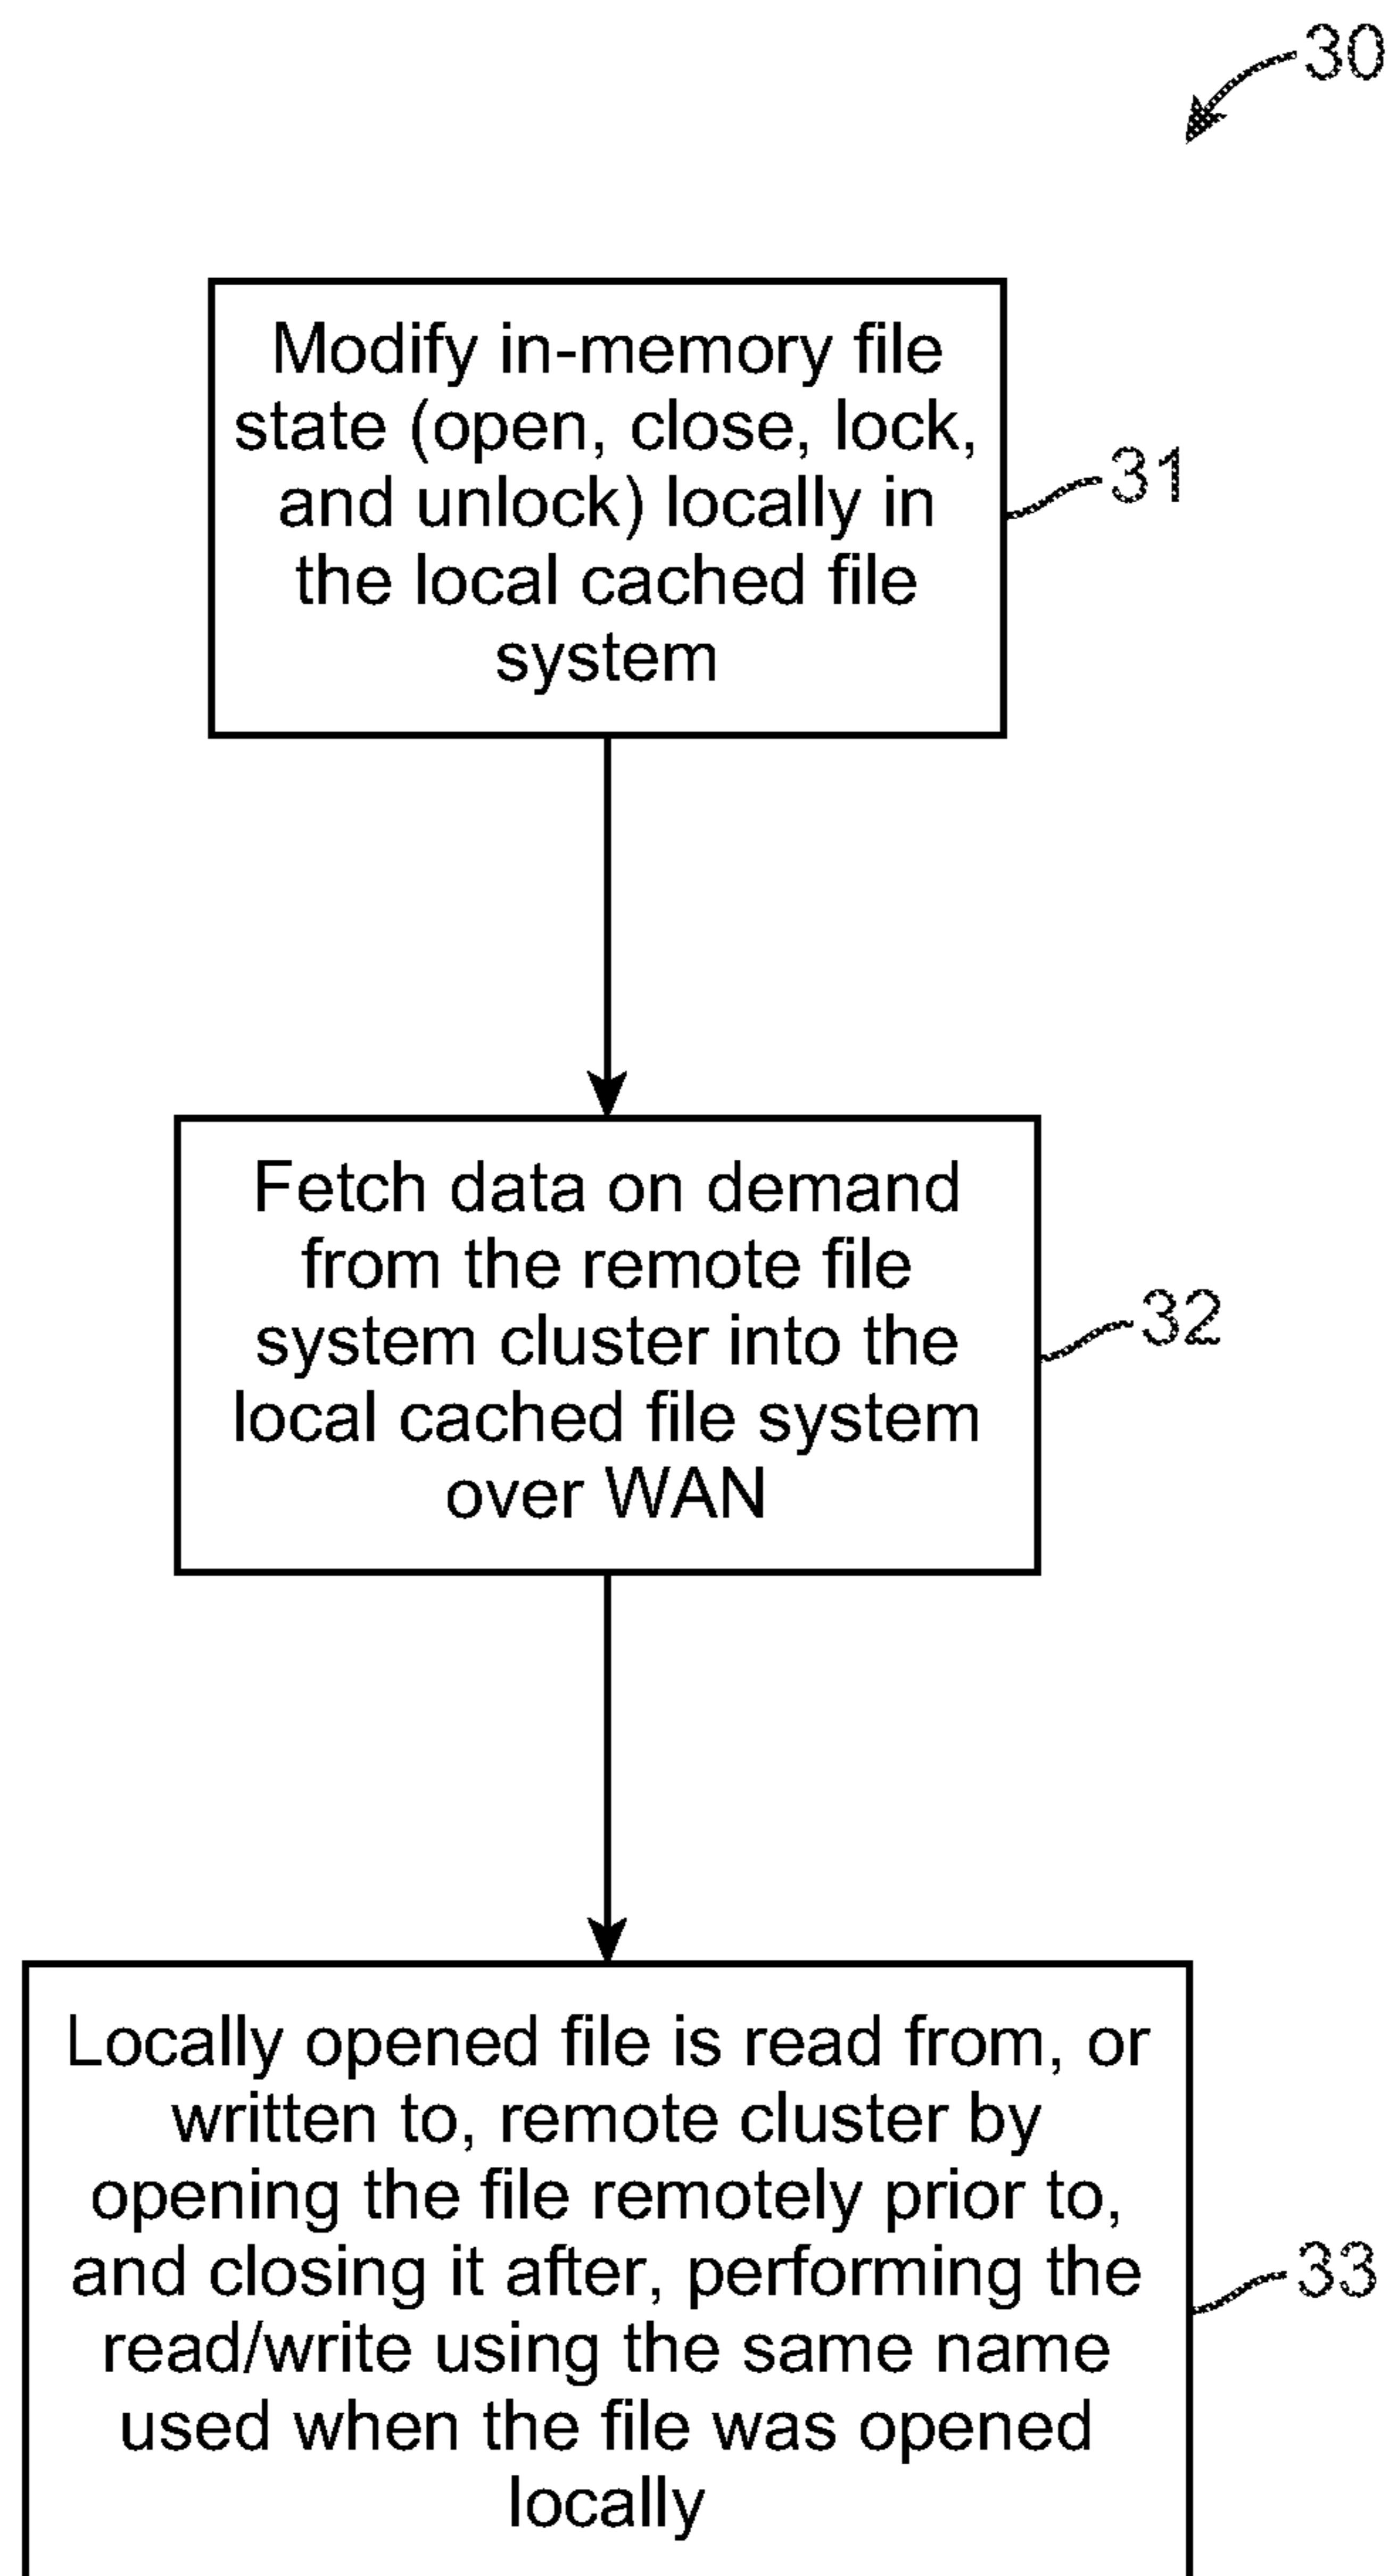 30
Modify in-memory file
state (open, close, lock,
and unlock) locally in
the local cached file
system
31
Fetch data on demand
from the remote file
system cluster into the
local cached file system
over WAN
32
Locally opened file is read from, or
written to, remote cluster by
opening the file remotely prior to,
and closing it after, performing the
read/write using the same name
used when the file was opened
locally
33